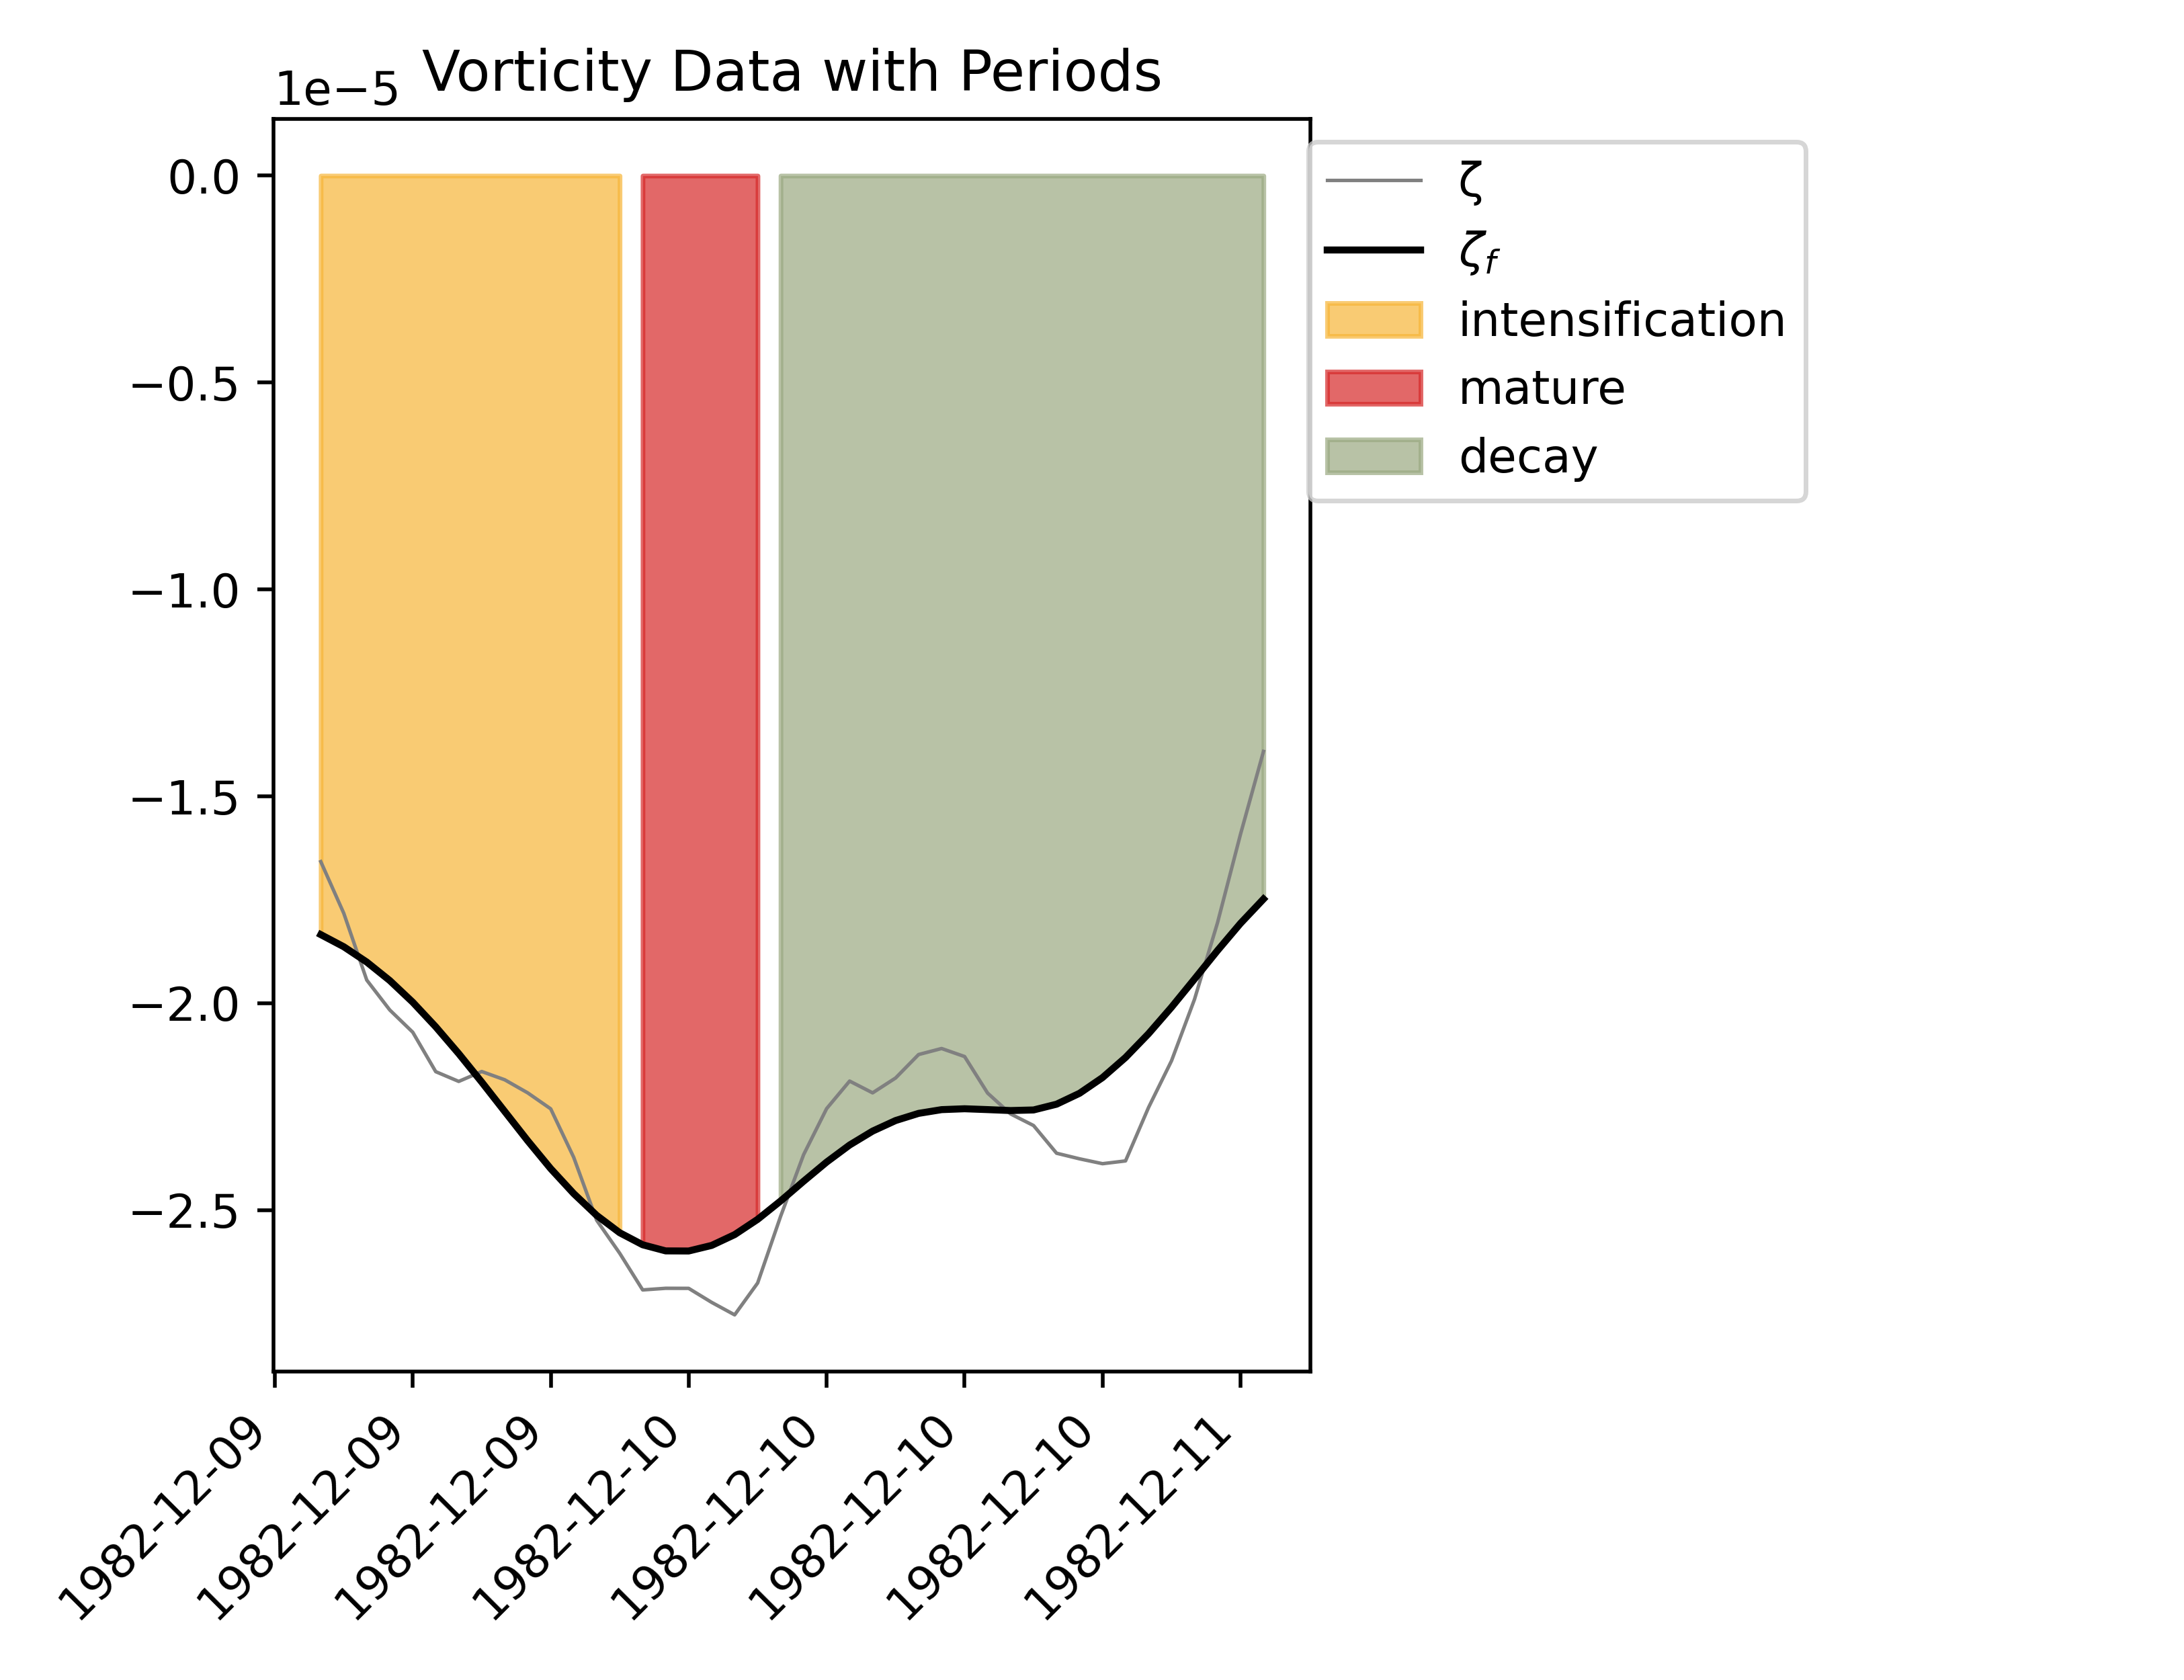 Vorticity Data with Periods
1e−5
0.0
−0.5
−1.0
−1.5
−2.0
−2.5
ζ
ζf
intensification
mature
decay
1982-12-09
1982-12-09
1982-12-09
1982-12-10
1982-12-10
1982-12-10
1982-12-10
1982-12-11